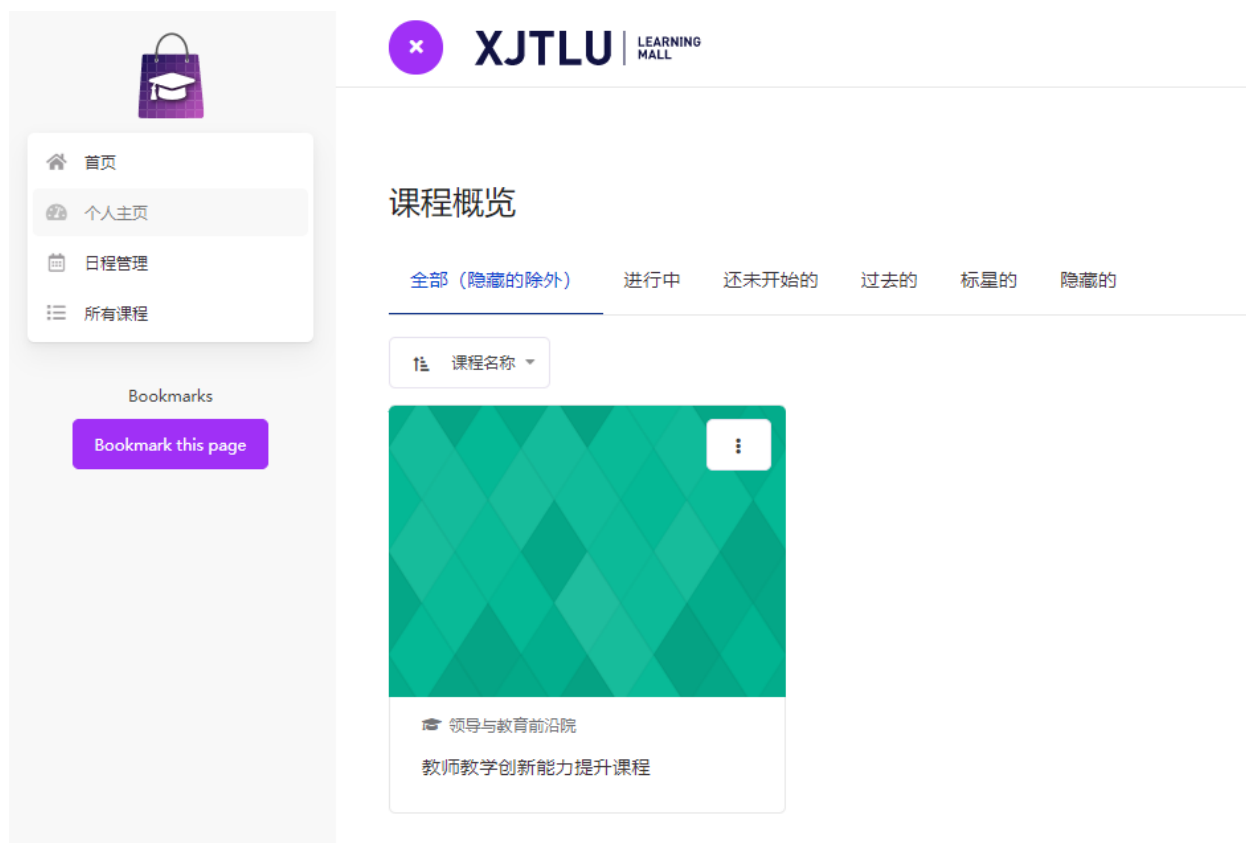 XJTLU LEARNING
MALL
首页
个人主页
日程管理
所有课程
Bookmarks
Bookmark this page
课程概览
全部（隐藏的除外） 进行中 还未开始的 过去的 标星的 隐藏的
课程名称
领导与教育前沿院
教师教学创新能力提升课程